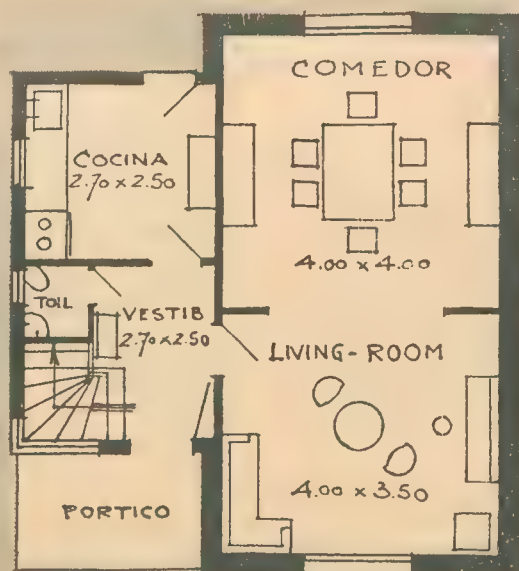 COMEDOR
COCINA
2.70 x 2.50
4.00 x 4.00
TOIL
VESTIB
2.70 x 2.50
LIVING-ROOM
4.00 x 3.50
PORTICO